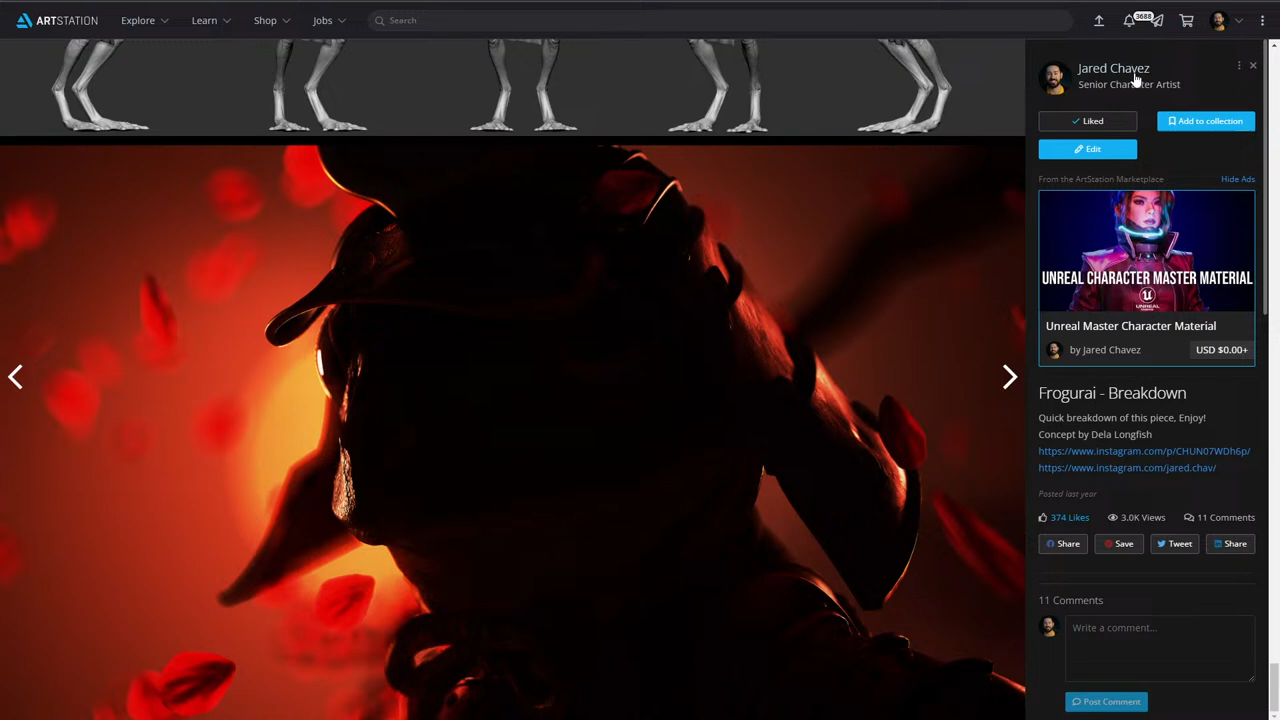 ARTSTATION
Explore
Learn
Shop
Jobs
Search
3688
Jared Chavez
Senior Character Artist
Liked
Add to collection
Edit
From the ArtStation Marketplace
Hide Ads
UNREAL CHARACTER MASTER MATERIAL
UNREAL
Unreal Master Character Material
by Jared Chavez
USD $0.00+
Frogurai - Breakdown
Quick breakdown of this piece, Enjoy!
Concept by Dela Longfish
https://www.instagram.com/p/CHUN07WDh6p/
https://www.instagram.com/jared.chav/
Posted last year
374 Likes
3.0K Views
11 Comments
Share
Save
Tweet
Share
11 Comments
Write a comment...
Post Comment